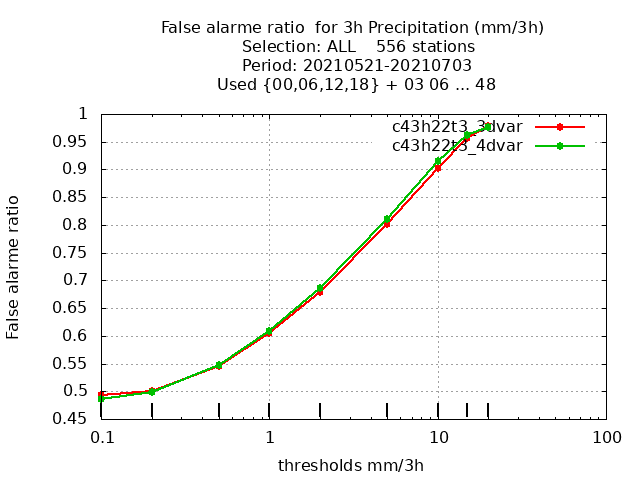 False alarme ratio  for 3h Precipitation (mm/3h)
Selection: ALL    556 stations
Period: 20210521-20210703
Used {00,06,12,18} + 03 06 ... 48
c43h22t3_3dvar
c43h22t3_4dvar
1
0.95
0.9
0.85
0.8
0.75
0.7
0.65
0.6
0.55
0.5
0.45
False alarme ratio
0.1 1 10 100
thresholds mm/3h